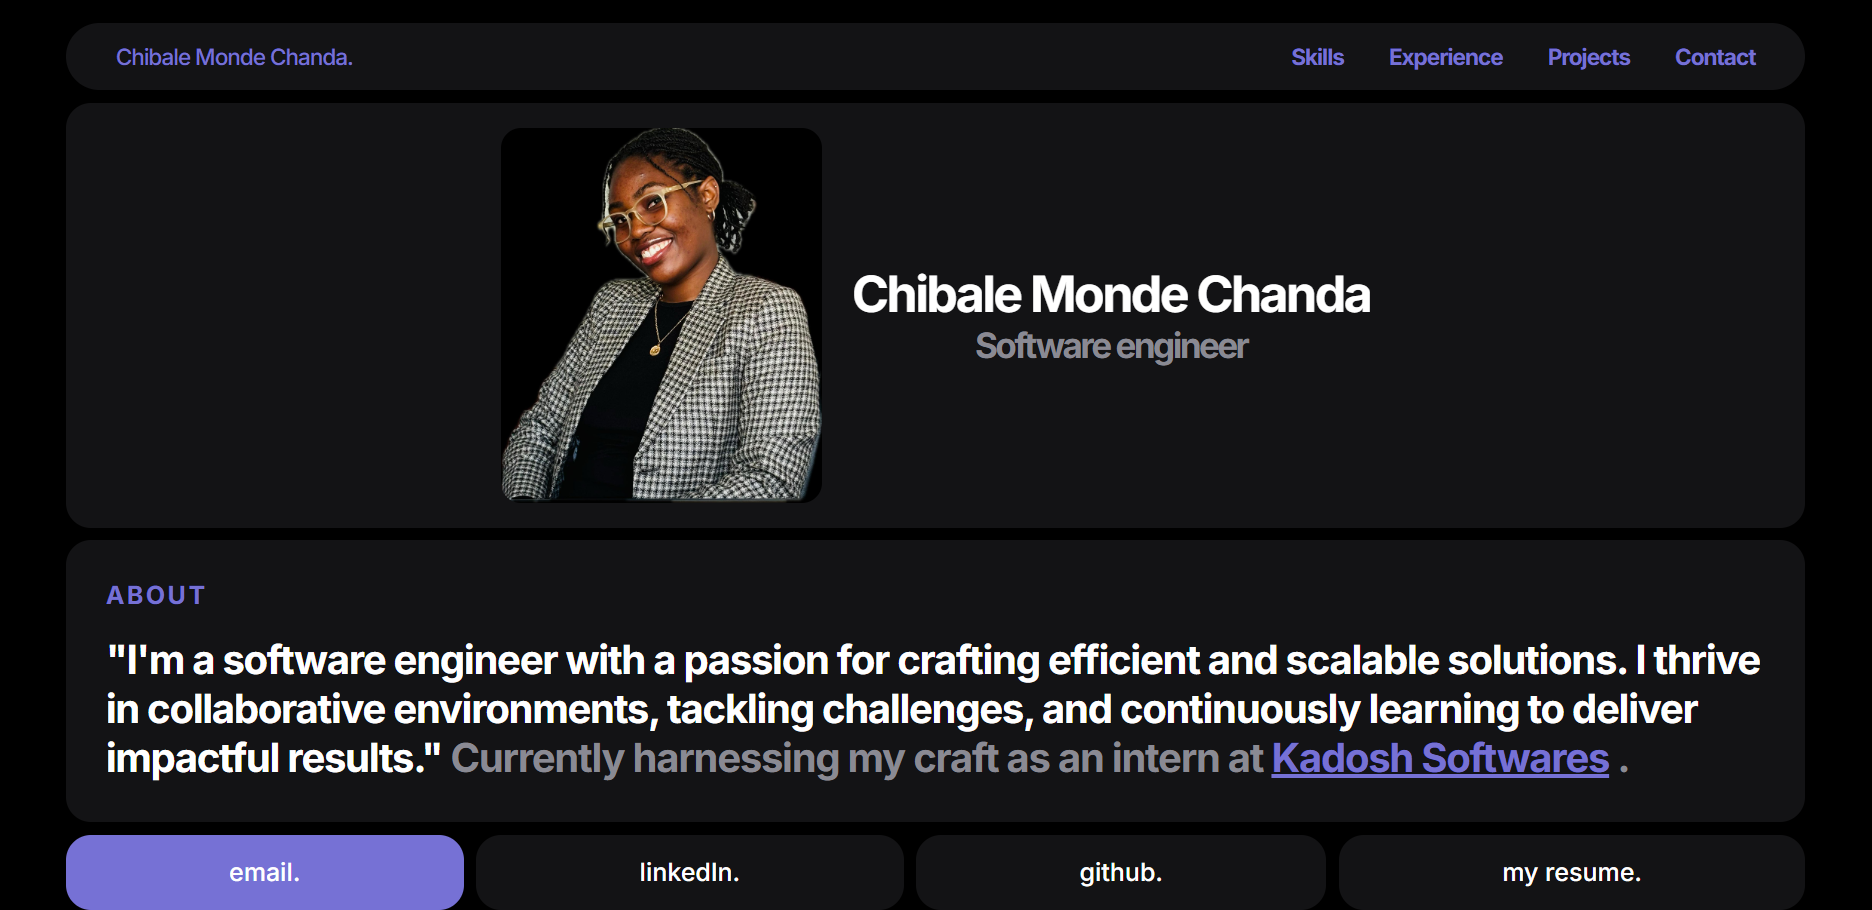 Chibale Monde Chanda.
Skills Experience Projects Contact
Chibale Monde Chanda
Software engineer
ABOUT
"I'm a software engineer with a passion for crafting efficient and scalable solutions. I thrive
in collaborative environments, tackling challenges, and continuously learning to deliver
impactful results." Currently harnessing my craft as an intern at Kadosh Softwares .
email. linkedIn. github. my resume.